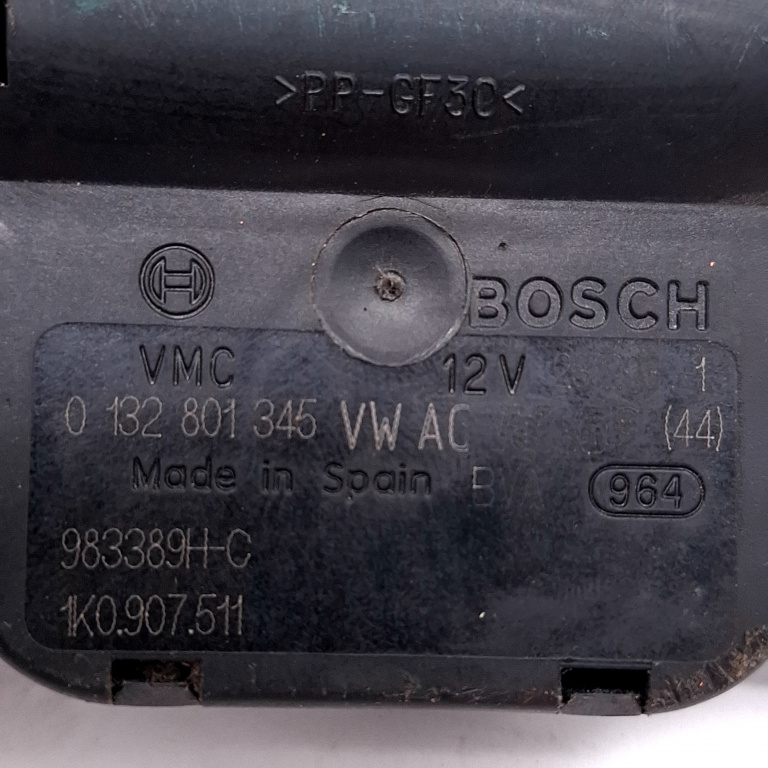 >PP-GF30<
BOSCH
VMC 12V 1
0 132 801 345 VW AC (44)
Made in Spain 964
983389H-C
1K0.907.511